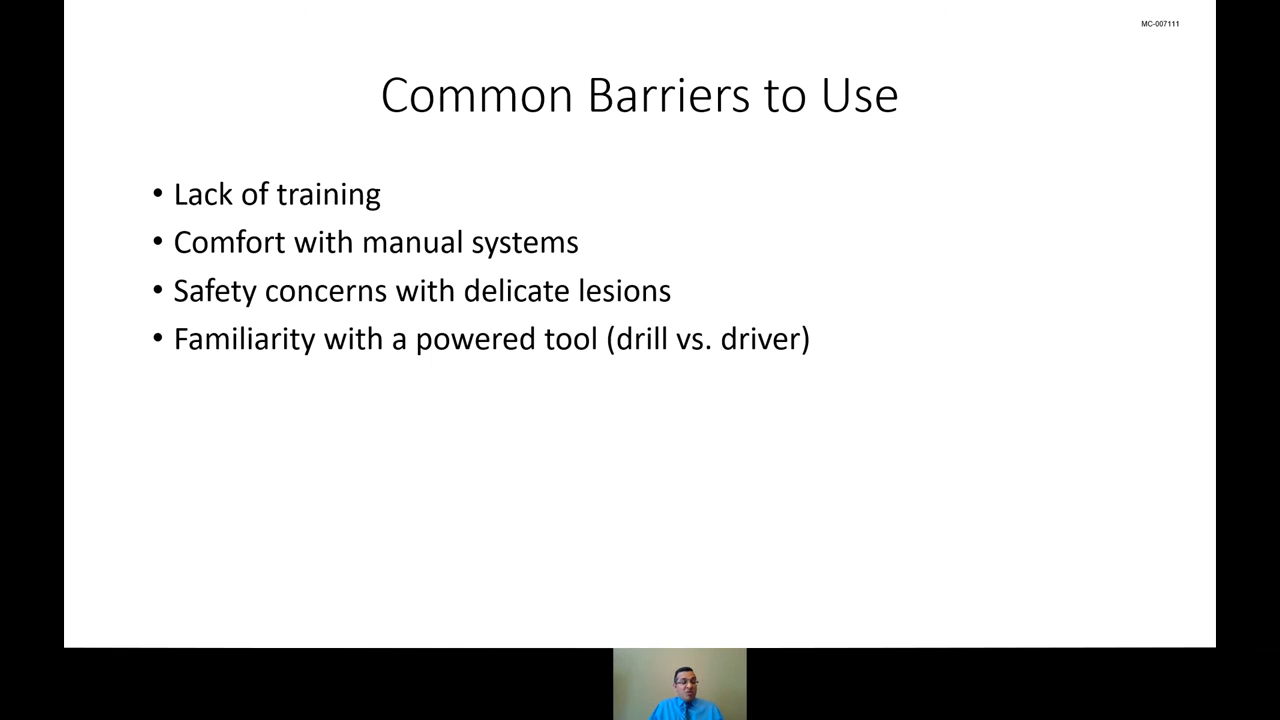 MC-007111
Common Barriers to Use
• Lack of training
• Comfort with manual systems
• Safety concerns with delicate lesions
• Familiarity with a powered tool (drill vs. driver)